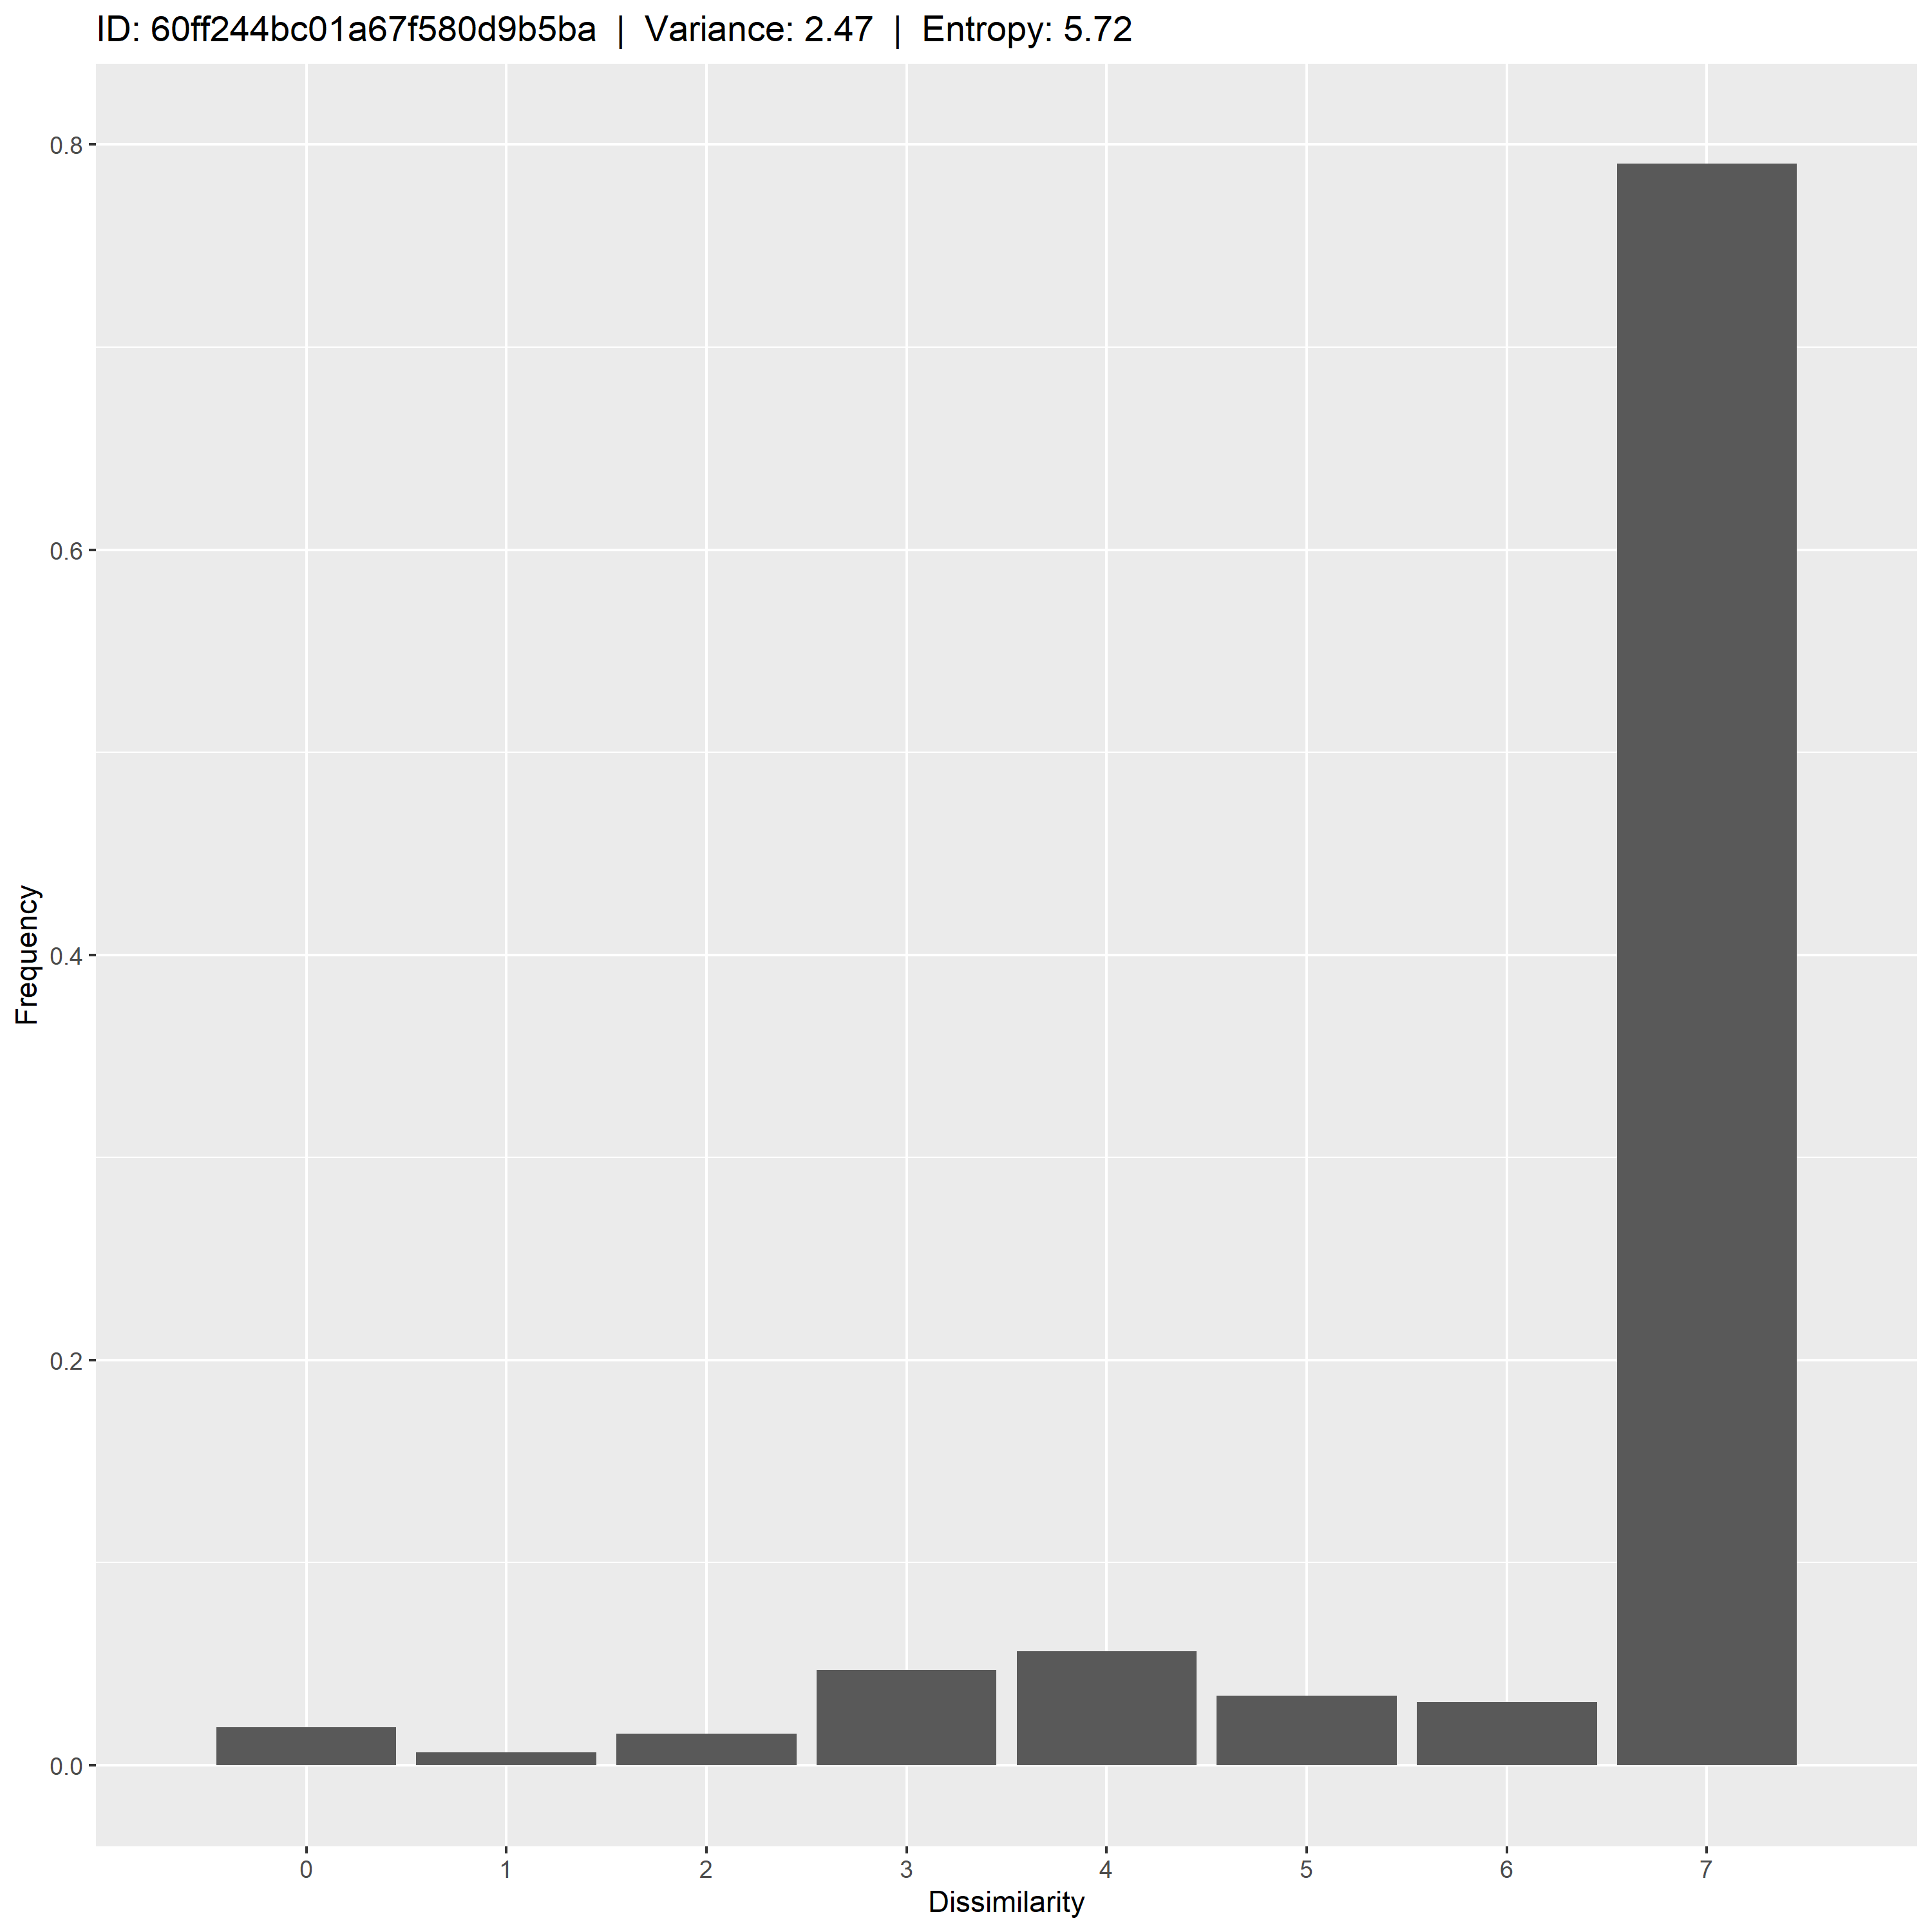 ID: 60ff244bc01a67f580d9b5ba | Variance: 2.47 | Entropy: 5.72
0.8
0.6
0.4
0.2
0.0
Frequency
0 1 2 3 4 5 6 7
Dissimilarity